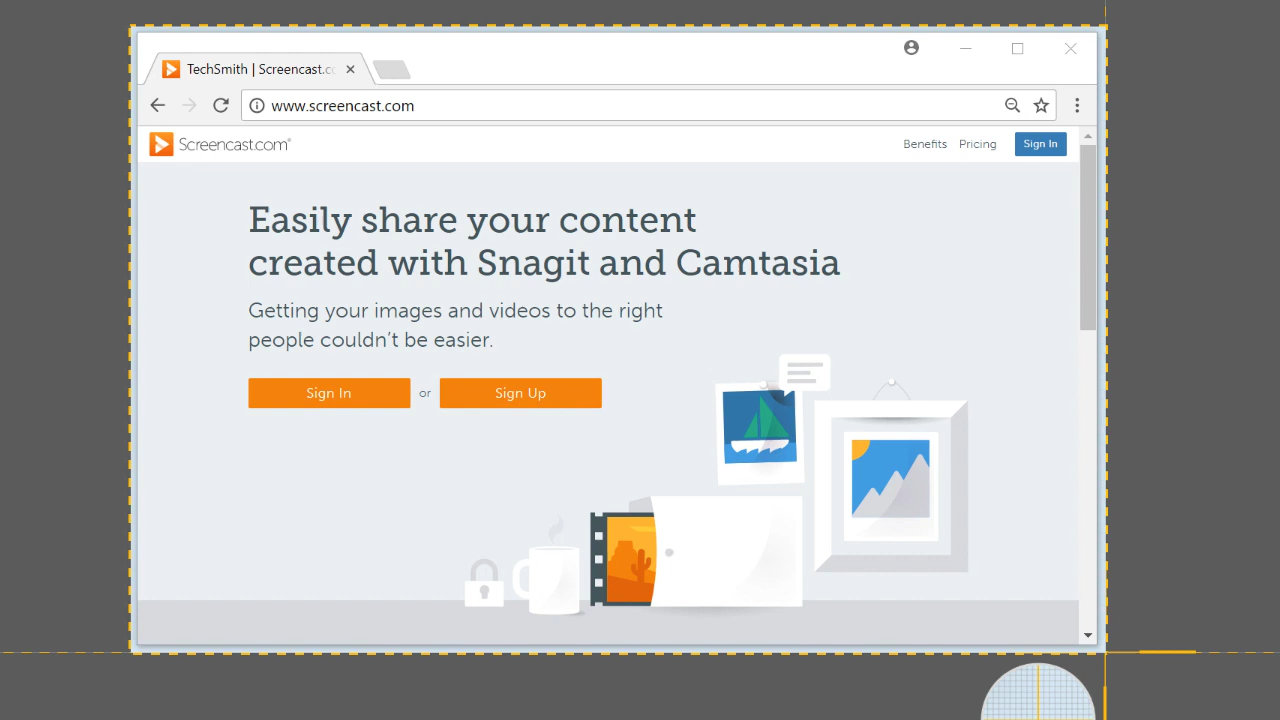 TechSmith | Screencast.c
www.screencast.com
Screencast.com®
Benefits
Pricing
Sign In
Easily share your content
created with Snagit and Camtasia
Getting your images and videos to the right
people couldn't be easier.
Sign In
or
Sign Up